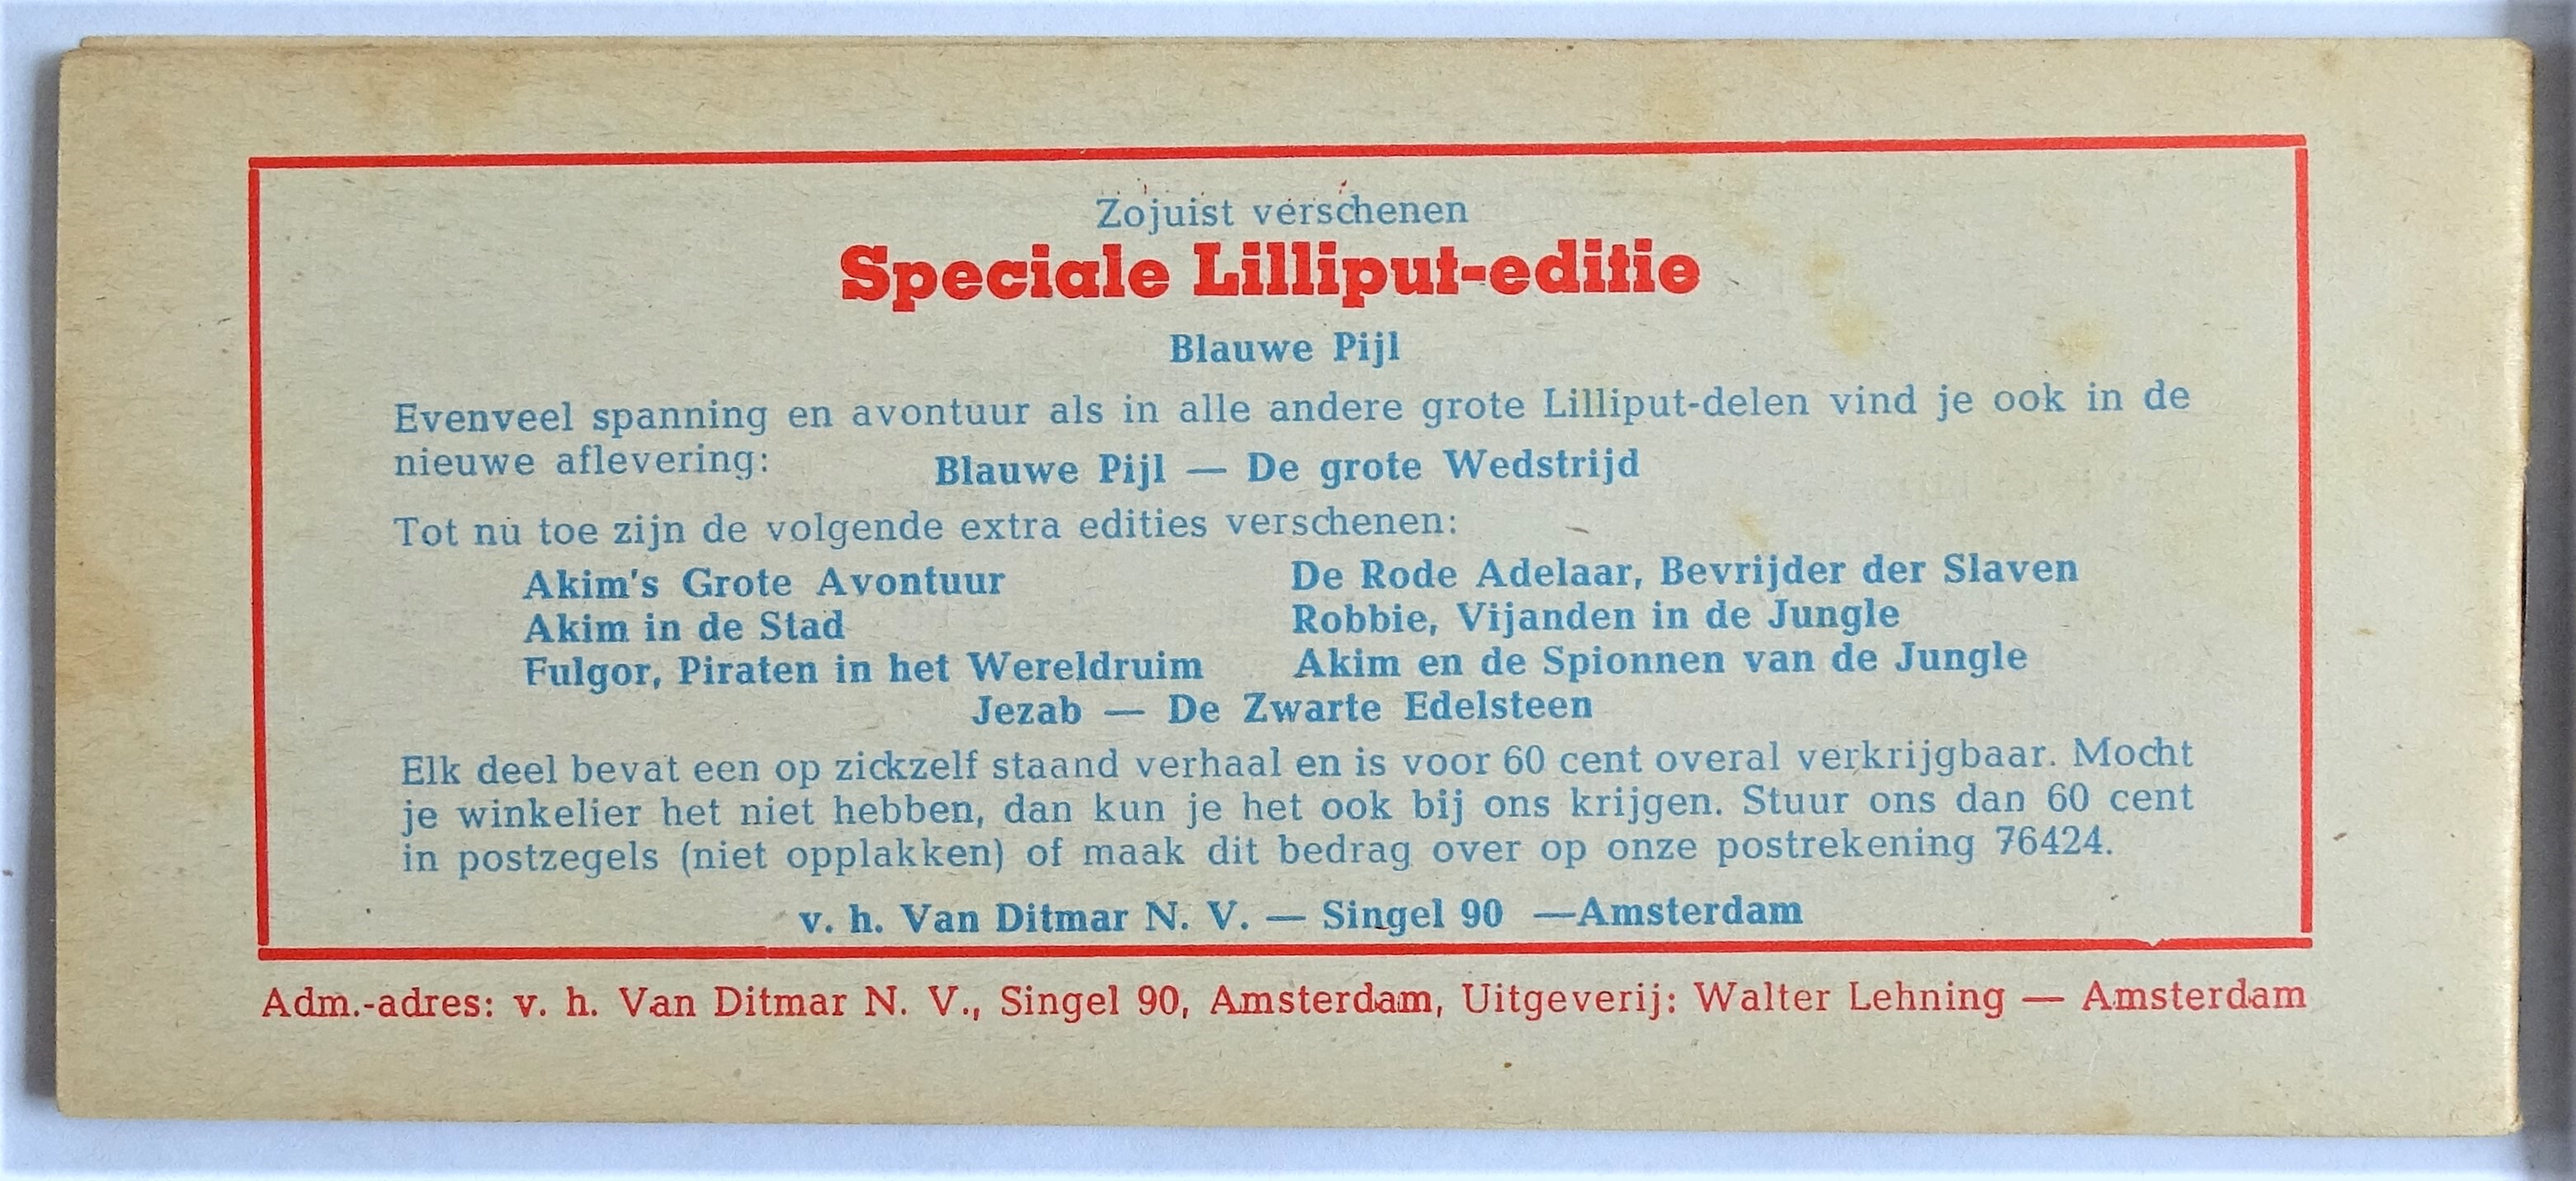 Zojuist verschenen
Speciale Lilliput-editie
Blauwe Pijl
Evenveel spanning en avontuur als in alle andere grote Lilliput-delen vind je ook in de
nieuwe aflevering: Blauwe Pijl — De grote Wedstrijd
Tot nu toe zijn de volgende extra edities verschenen:
Akim's Grote Avontuur De Rode Adelaar, Bevrijder der Slaven
Akim in de Stad Robbie, Vijanden in de Jungle
Fulgor, Piraten in het Wereldruim Akim en de Spionnen van de Jungle
Jezab — De Zwarte Edelsteen
Elk deel bevat een op zickzelf staand verhaal en is voor 60 cent overal verkrijgbaar. Mocht
je winkelier het niet hebben, dan kun je het ook bij ons krijgen. Stuur ons dan 60 cent
in postzegels (niet opplakken) of maak dit bedrag over op onze postrekening 76424.
v. h. Van Ditmar N. V. — Singel 90 —Amsterdam
Adm.-adres: v. h. Van Ditmar N. V., Singel 90, Amsterdam, Uitgeverij: Walter Lehning — Amsterdam